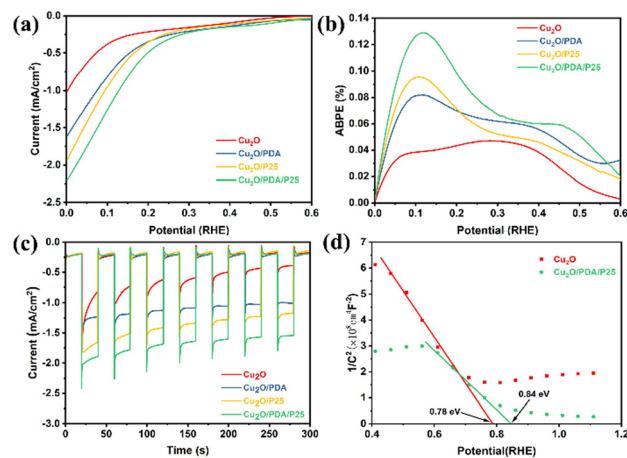 (a)
0.0
-0.5
-1.0
-1.5
-2.0
-2.5
Current (mA/cm²)
0.0 0.1 0.2 0.3 0.4 0.5 0.6
Potential (RHE)
Cu₂O
Cu₂O/PDA
Cu₂O/P25
Cu₂O/PDA/P25
(b)
0.14
0.12
0.10
0.08
0.06
0.04
0.02
0.00
ABPE (%)
0.0 0.1 0.2 0.3 0.4 0.5 0.6
Potential (RHE)
Cu₂O
Cu₂O/PDA
Cu₂O/P25
Cu₂O/PDA/P25
(c)
0.0
-0.5
-1.0
-1.5
-2.0
-2.5
-3.0
Current (mA/cm²)
0 50 100 150 200 250 300
Time (s)
Cu₂O
Cu₂O/PDA
Cu₂O/P25
Cu₂O/PDA/P25
(d)
7
6
5
4
3
2
1
0
0.4 0.6 0.8 1.0 1.2
Potential(RHE)
Cu₂O
Cu₂O/PDA/P25
0.84 eV
0.78 eV